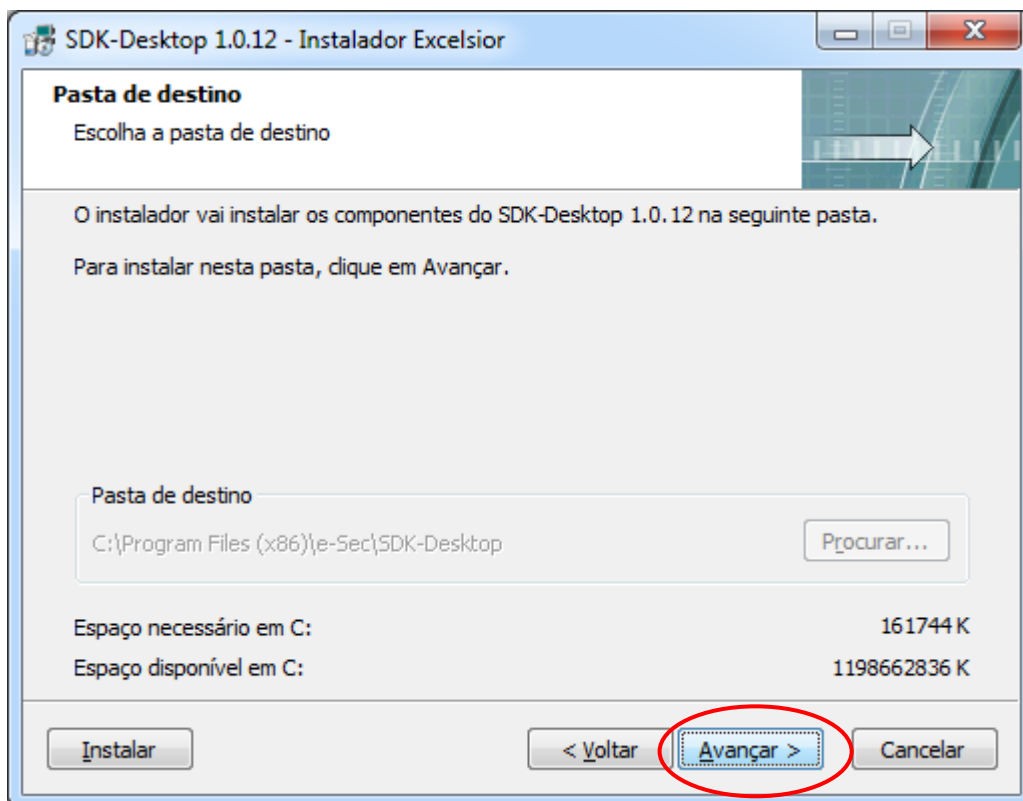 SDK-Desktop 1.0.12 - Instalador Excelsior
Pasta de destino
Escolha a pasta de destino
O instalador vai instalar os componentes do SDK-Desktop 1.0.12 na seguinte pasta.
Para instalar nesta pasta, clique em Avançar.
Pasta de destino
C:\Program Files (x86)\e-Sec\SDK-Desktop Procurar...
Espaço necessário em C: 161744 K
Espaço disponível em C: 1198662836 K
Instalar < Voltar Avançar > Cancelar